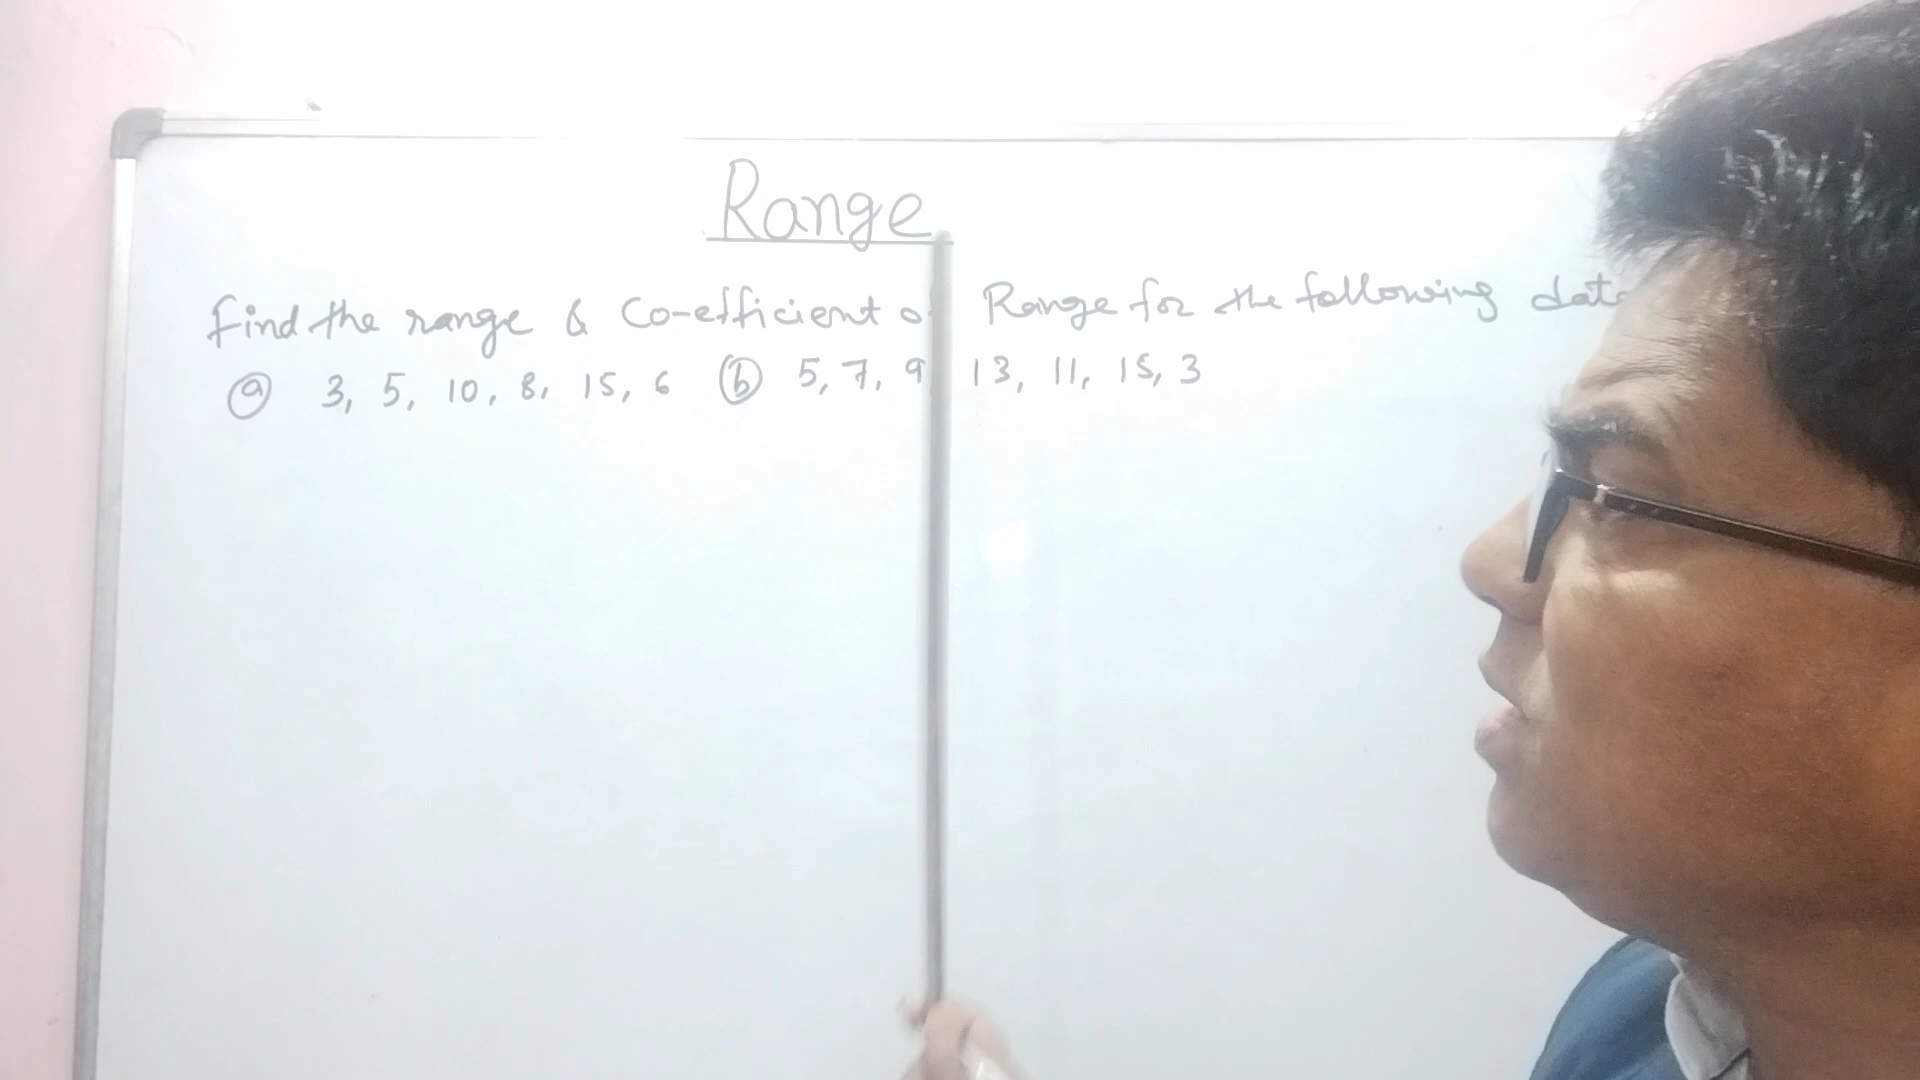 Range
Find the range & Co-efficient of Range for the following data
ⓐ 3, 5, 10, 8, 15, 6 ⓑ 5, 7, 9 13, 11, 15, 3